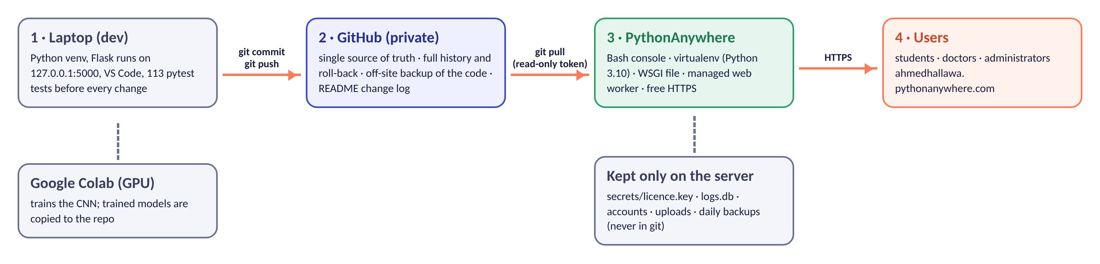 1 · Laptop (dev)
Python venv, Flask runs on
127.0.0.1:5000, VS Code, 113 pytest
tests before every change
git commit
git push
2 · GitHub (private)
single source of truth · full history and
roll-back · off-site backup of the code ·
README change log
git pull
(read-only token)
3 · PythonAnywhere
Bash console · virtualenv (Python
3.10) · WSGI file · managed web
worker · free HTTPS
HTTPS
4 · Users
students · doctors · administrators
ahmedhallawa.
pythonanywhere.com
Google Colab (GPU)
trains the CNN; trained models are
copied to the repo
Kept only on the server
secrets/licence.key · logs.db ·
accounts · uploads · daily backups
(never in git)